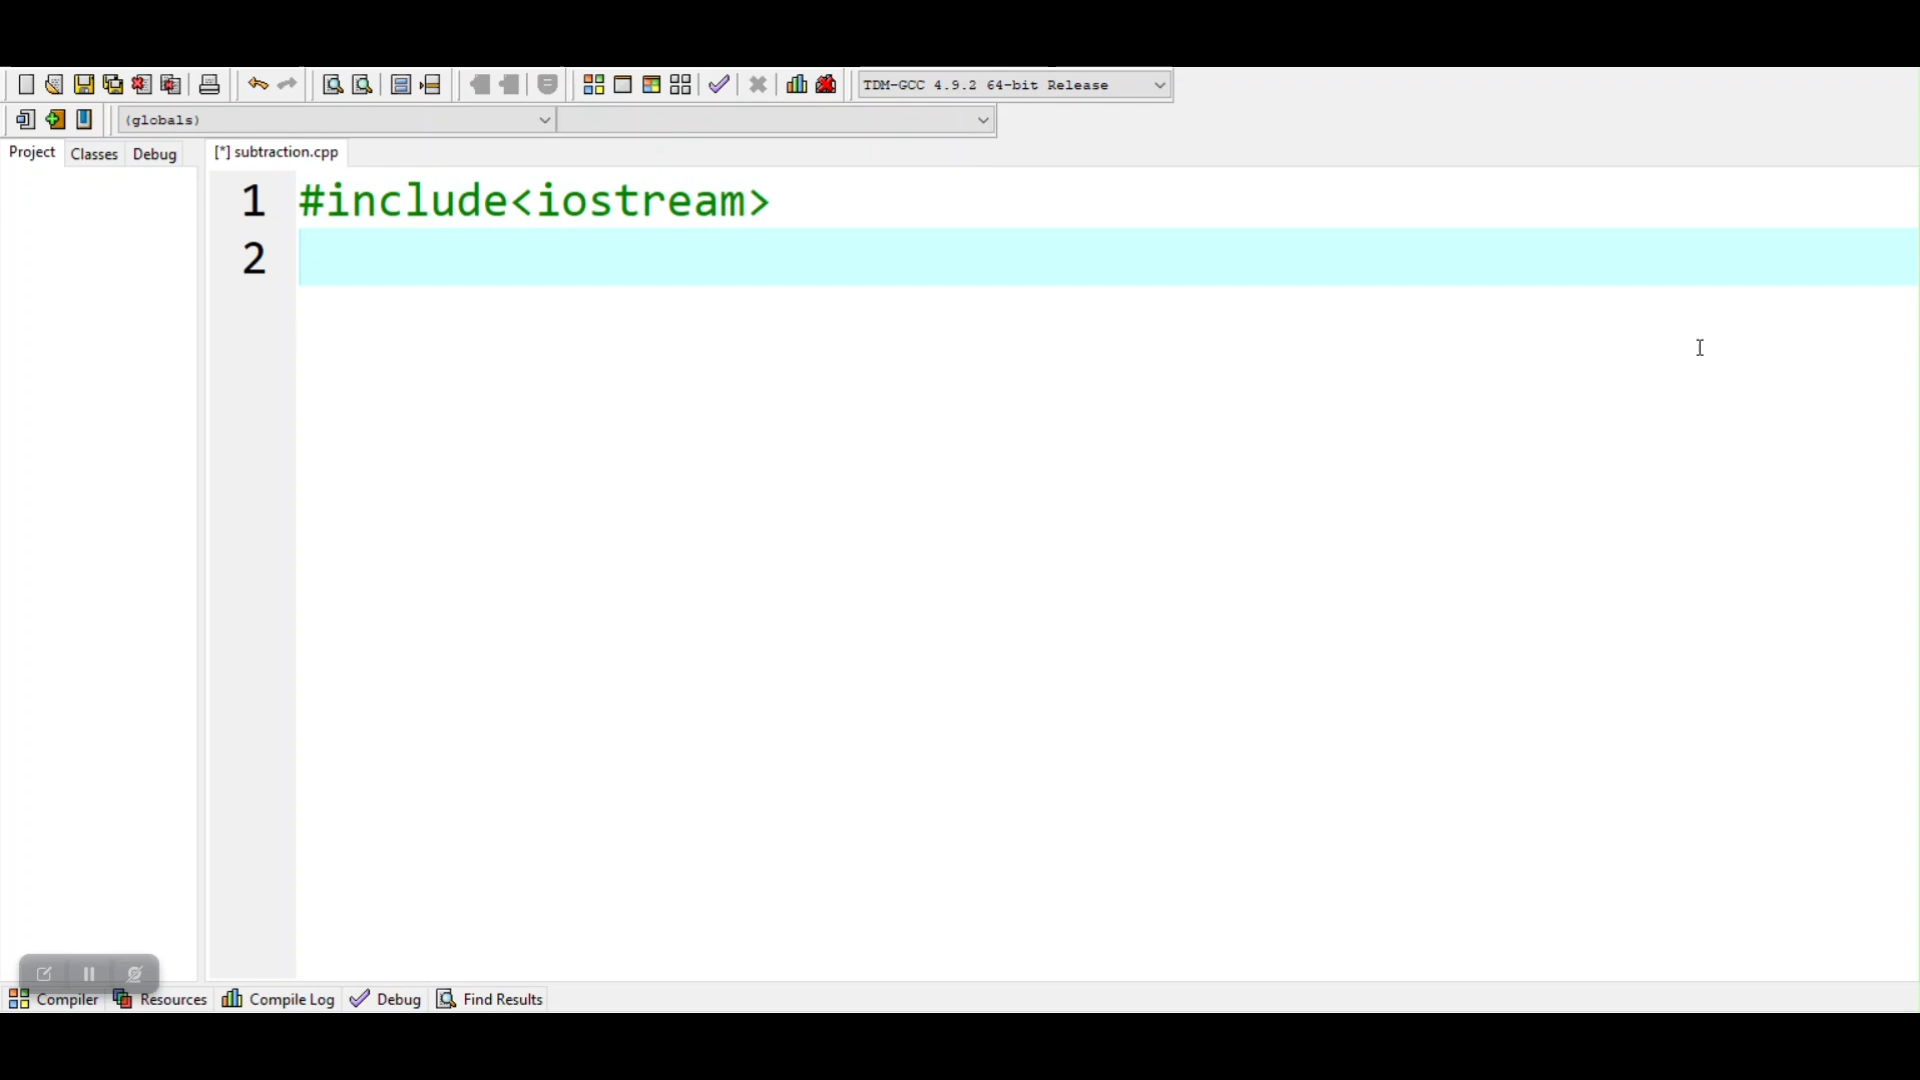 TDM-GCC 4.9.2 64-bit Release
(globals)
Project Classes Debug [*] subtraction.cpp
1 #include<iostream>
2
Compiler Resources Compile Log Debug Find Results